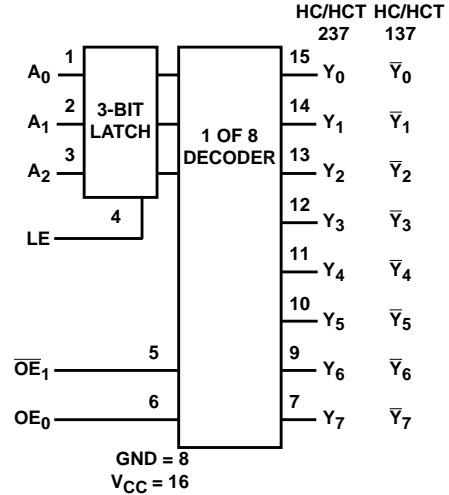 HC/HCT HC/HCT
237 137
1 15
A0 Y0 Y̅0
3-BIT
LATCH
2 14
A1 Y1 Y̅1
1 OF 8
DECODER
3 13
A2 Y2 Y̅2
4 12
Y3 Y̅3
LE
11
Y4 Y̅4
10
Y5 Y̅5
5 9
O̅E̅1 Y6 Y̅6
6 7
OE0 Y7 Y̅7
GND = 8
VCC = 16